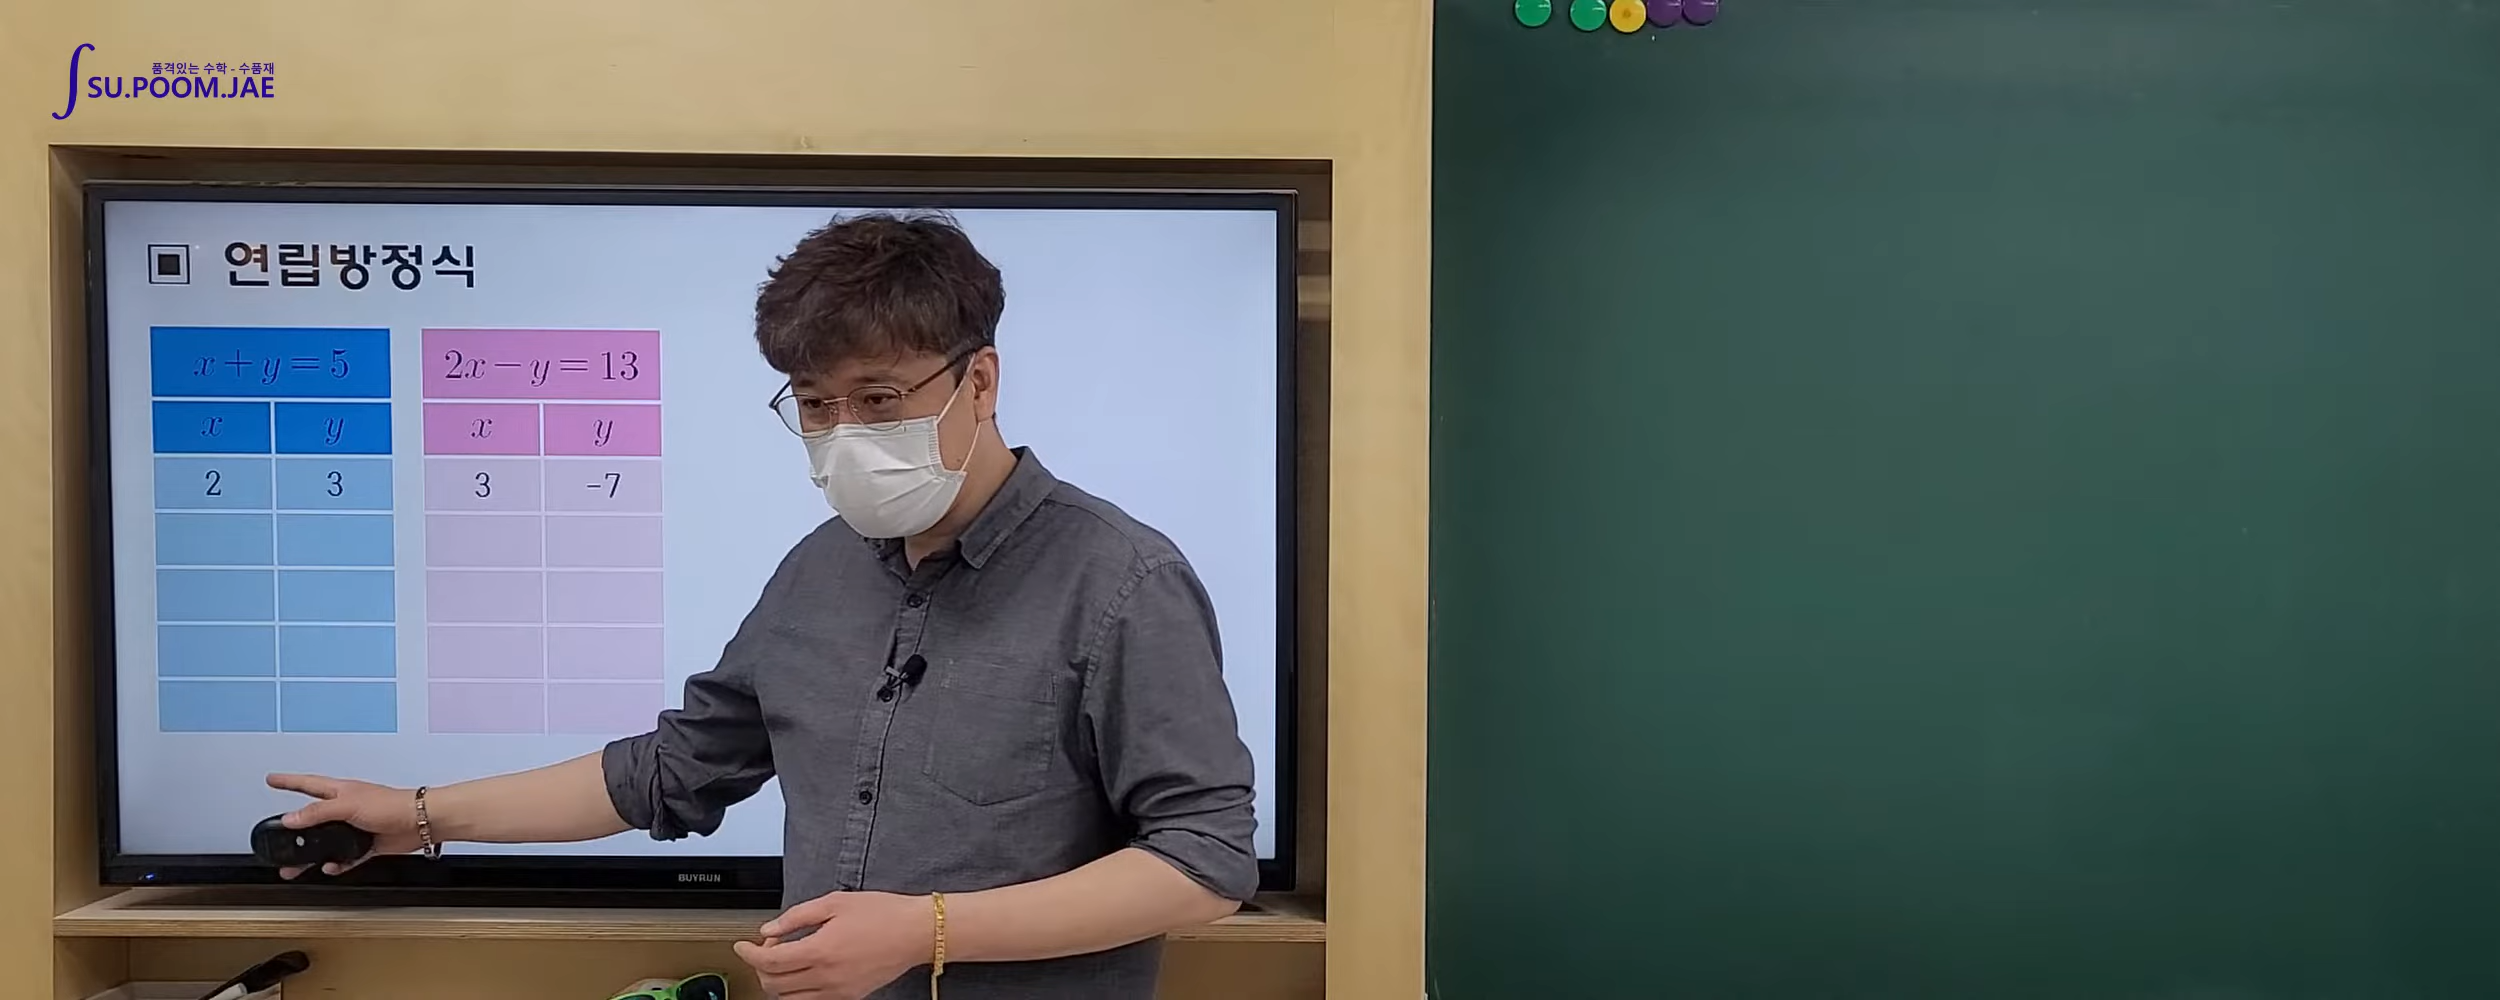 품격있는 수학 - 수품재
SU.POOM.JAE
연립방정식
x + y = 5
2x − y = 13
x y
x y
2 3
3 -7
BUYRUN